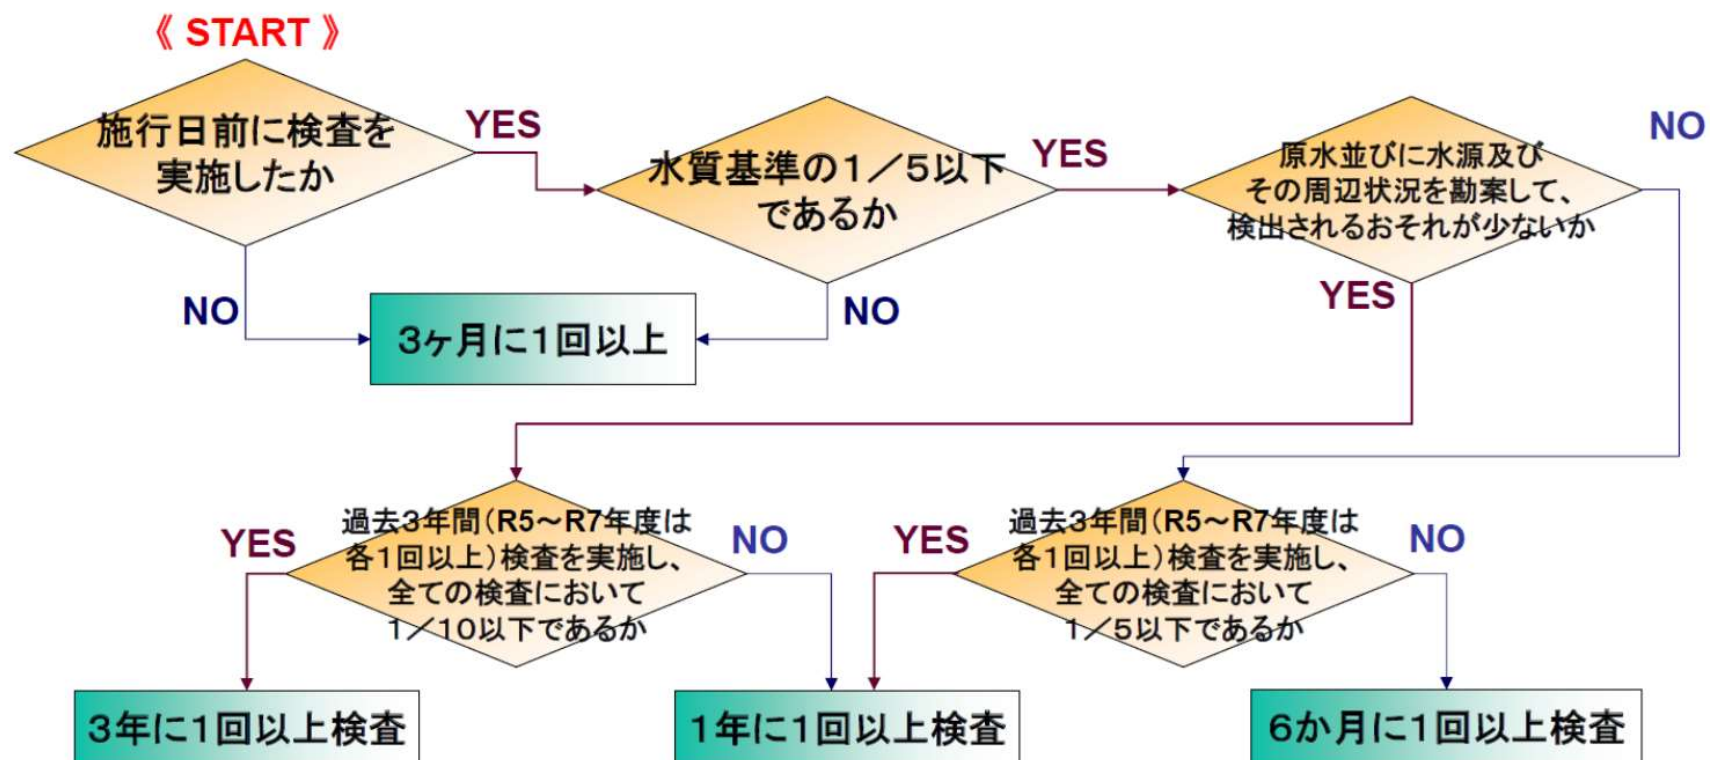 《 START 》
施行日前に検査を
実施したか
YES
NO
水質基準の1/5以下
であるか
YES
NO
3ヶ月に1回以上
原水並びに水源及び
その周辺状況を勘案して、
検出されるおそれが少ないか
NO
YES
過去3年間(R5~R7年度は
各1回以上)検査を実施し、
全ての検査において
1/10以下であるか
YES
NO
過去3年間(R5~R7年度は
各1回以上)検査を実施し、
全ての検査において
1/5以下であるか
YES
NO
3年に1回以上検査
1年に1回以上検査
6か月に1回以上検査